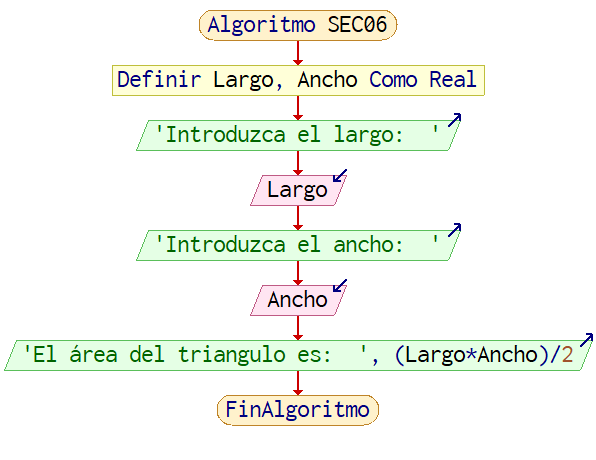 Algoritmo SEC06
Definir Largo, Ancho Como Real
'Introduzca el largo:  '
Largo
'Introduzca el ancho:  '
Ancho
'El área del triangulo es:  ', (Largo*Ancho)/2
FinAlgoritmo